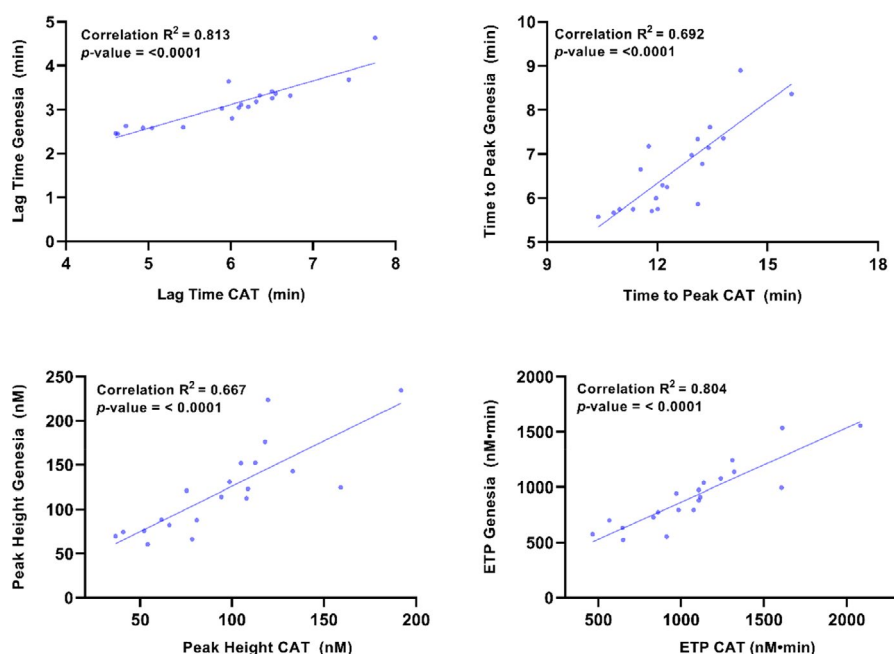 Correlation R² = 0.813
p-value = <0.0001
5
4
3
2
1
0
Lag Time Genesia (min)
4 5 6 7 8
Lag Time CAT (min)
Correlation R² = 0.692
p-value = <0.0001
10
9
8
7
6
5
Time to Peak Genesia (min)
9 12 15 18
Time to Peak CAT (min)
Correlation R² = 0.667
p-value = < 0.0001
250
200
150
100
50
0
Peak Height Genesia (nM)
50 100 150 200
Peak Height CAT (nM)
Correlation R² = 0.804
p-value = < 0.0001
2000
1500
1000
500
0
ETP Genesia (nM•min)
500 1000 1500 2000
ETP CAT (nM•min)